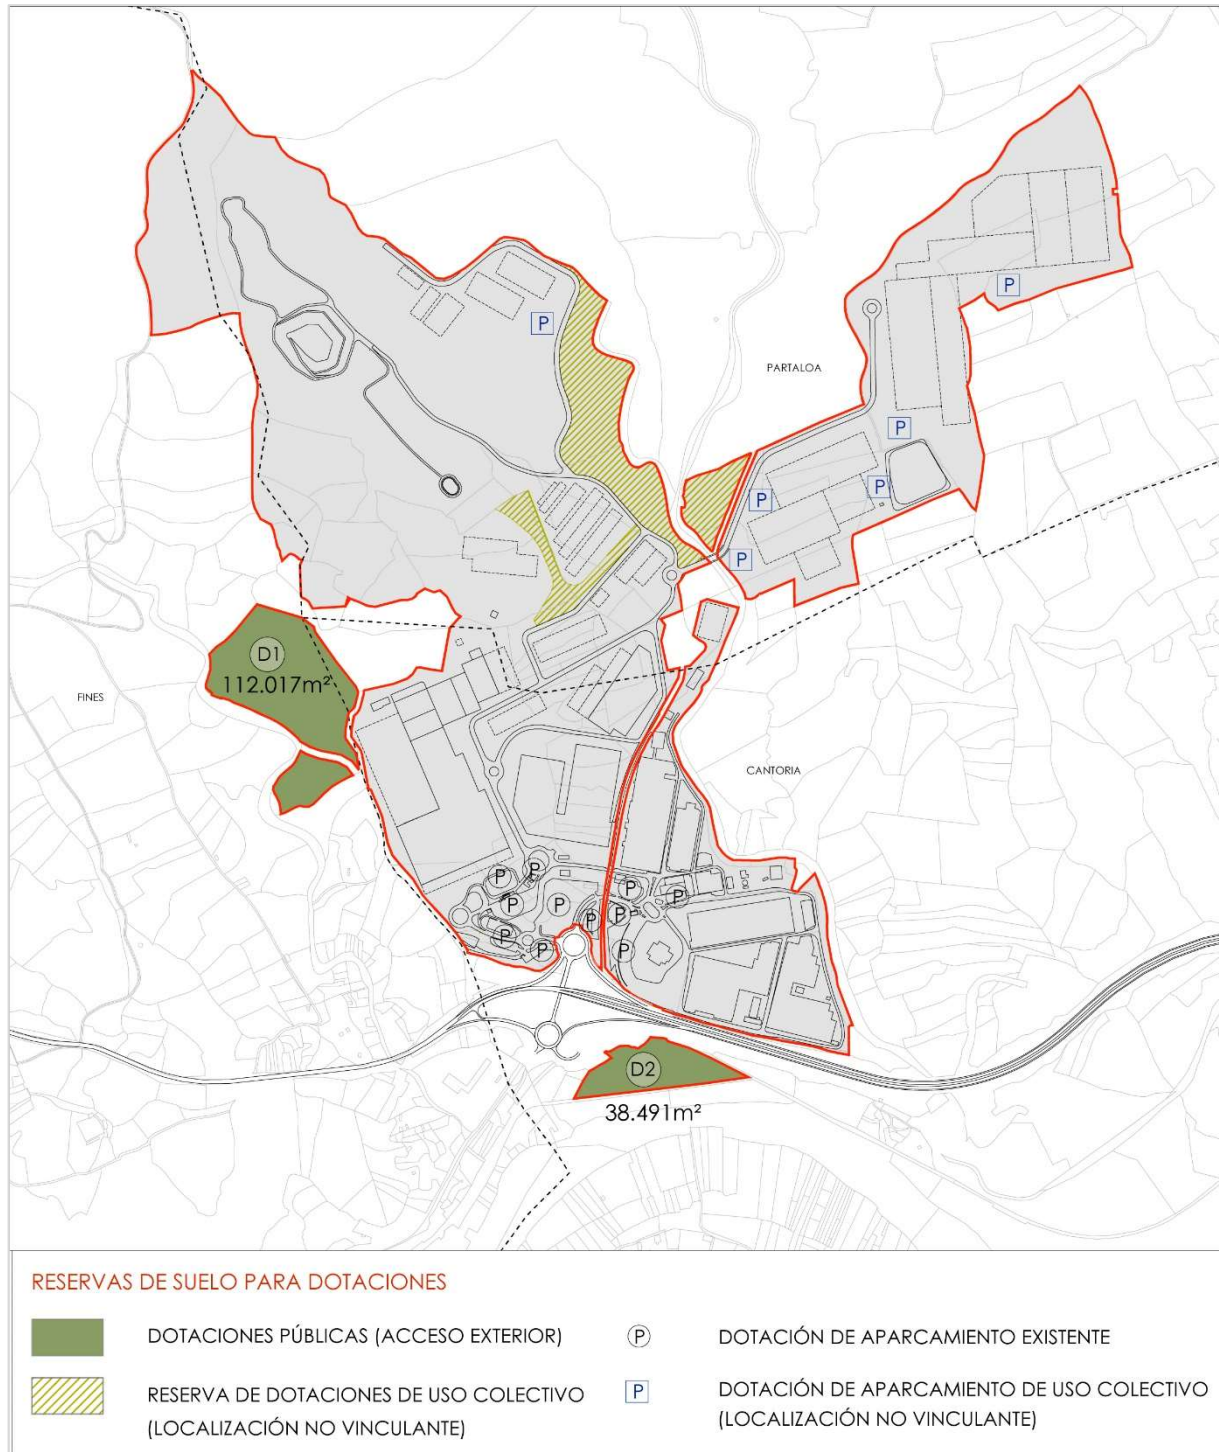 P
P
PARTALOA
P
P
P
P
D1
112.017m²
FINES
CANTORIA
P
P
P
P
P
P
P
P
P
P
P
P
D2
38.491m²
RESERVAS DE SUELO PARA DOTACIONES
DOTACIONES PÚBLICAS (ACCESO EXTERIOR)
P
DOTACIÓN DE APARCAMIENTO EXISTENTE
RESERVA DE DOTACIONES DE USO COLECTIVO
(LOCALIZACIÓN NO VINCULANTE)
P
DOTACIÓN DE APARCAMIENTO DE USO COLECTIVO
(LOCALIZACIÓN NO VINCULANTE)